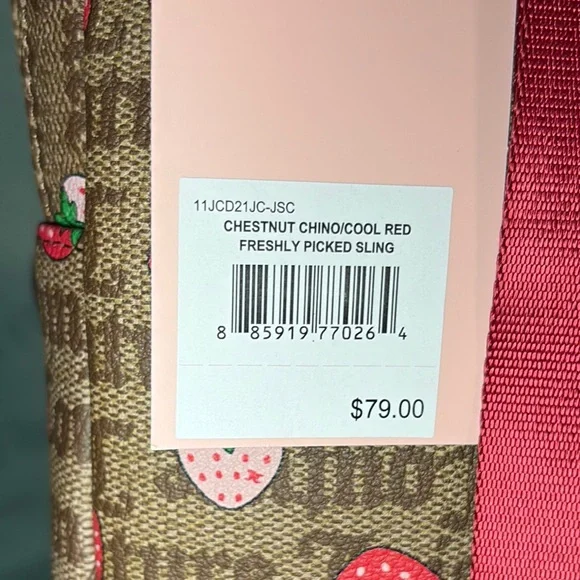 11JCD21JC-JSC
CHESTNUT CHINO/COOL RED
FRESHLY PICKED SLING
8 85919 77026 4
$79.00